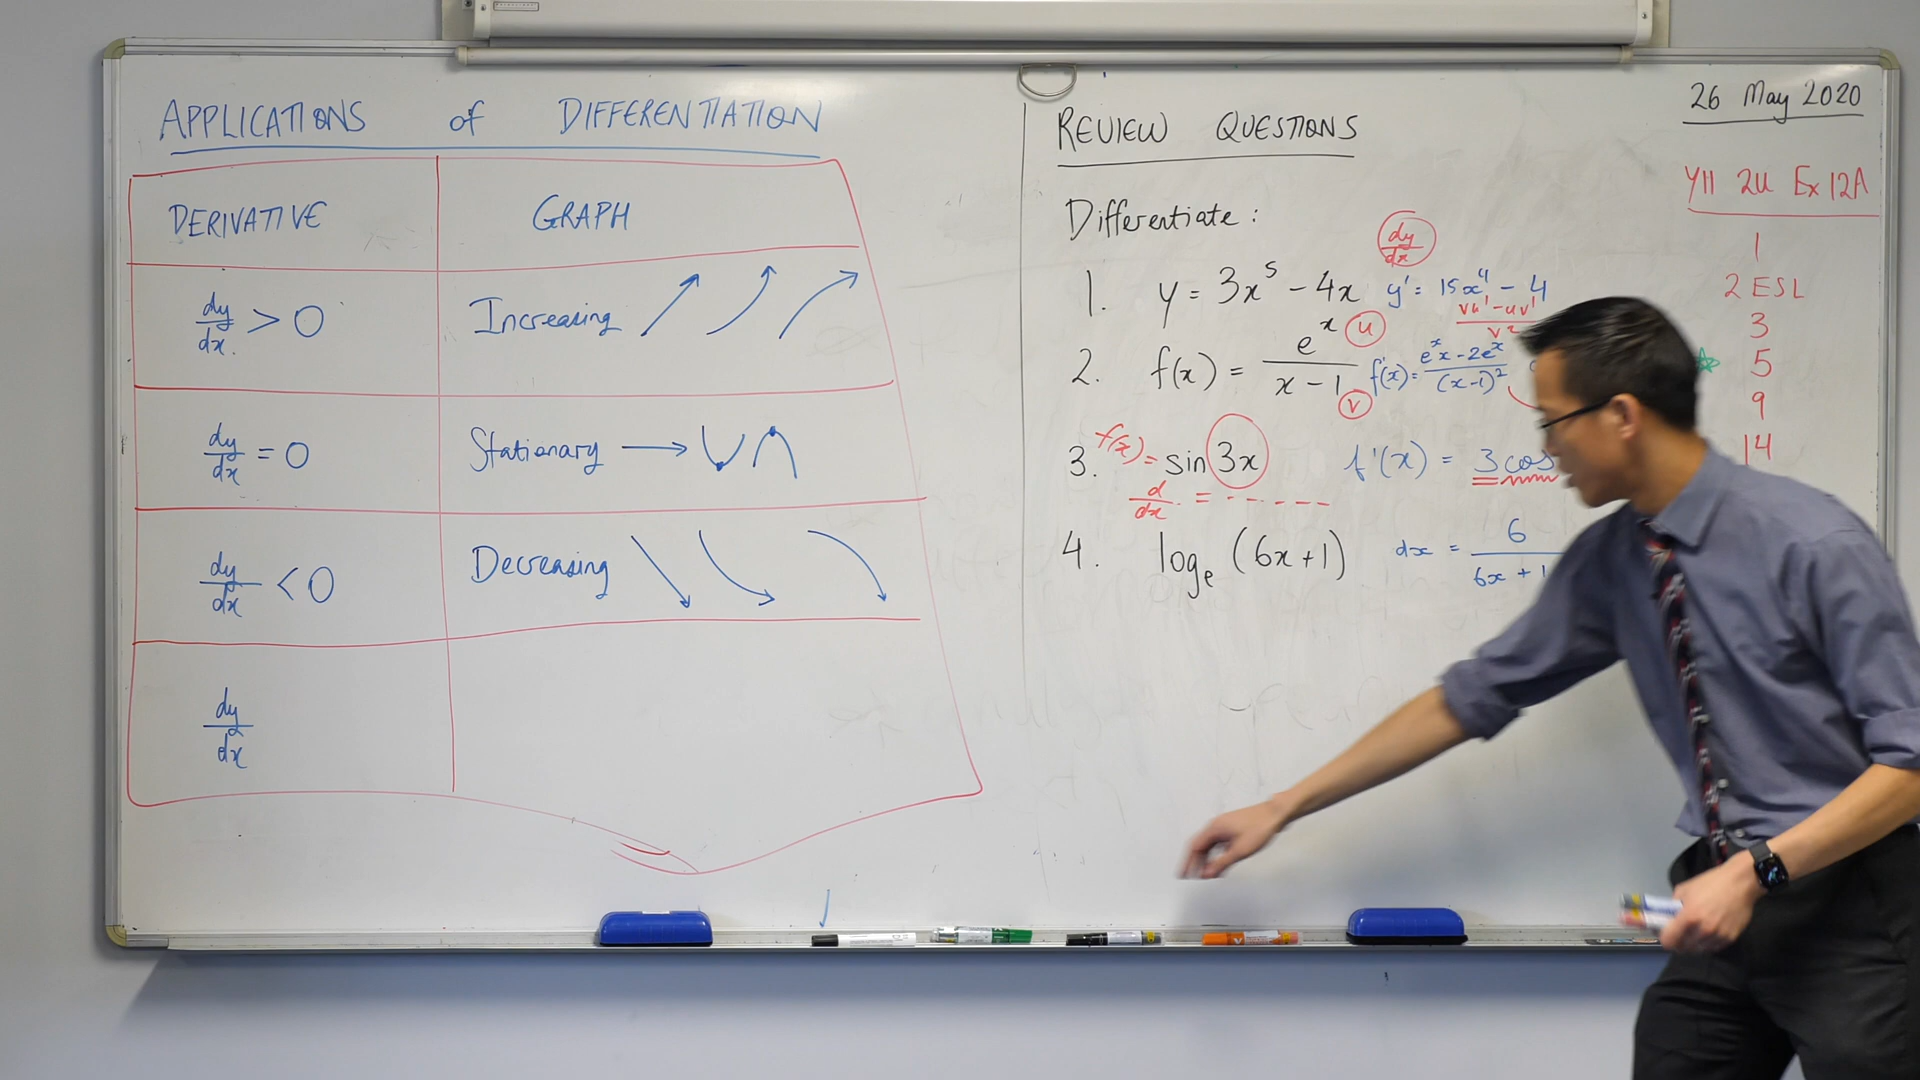 APPLICATIONS of DIFFERENTIATION
DERIVATIVE GRAPH
dy/dx > 0 Increasing
dy/dx = 0 Stationary
dy/dx < 0 Decreasing
dy/dx
REVIEW QUESTIONS
Differentiate:
dy/dx
1. y = 3x⁵ - 4x y' = 15x⁴ - 4
vu' - uv' / v²
2. f(x) = eˣ / x - 1 u v f'(x) = eˣx - 2eˣ / (x-1)²
3. f(x) = sin 3x f'(x) = 3 cos
d/dx = ------
4. logₑ (6x+1) dx = 6 / 6x + 1
26 May 2020
Y11 2U Ex 12A
1
2 ESL
3
5
9
14